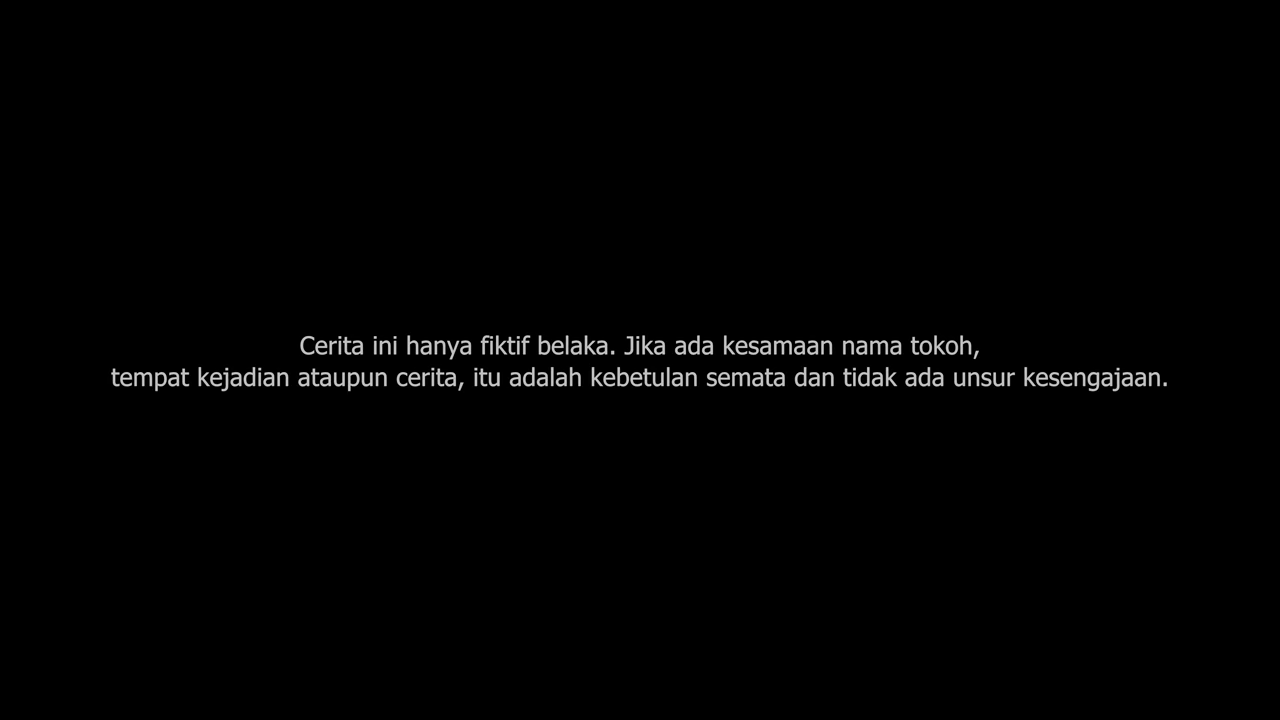 Cerita ini hanya fiktif belaka. Jika ada kesamaan nama tokoh,
tempat kejadian ataupun cerita, itu adalah kebetulan semata dan tidak ada unsur kesengajaan.